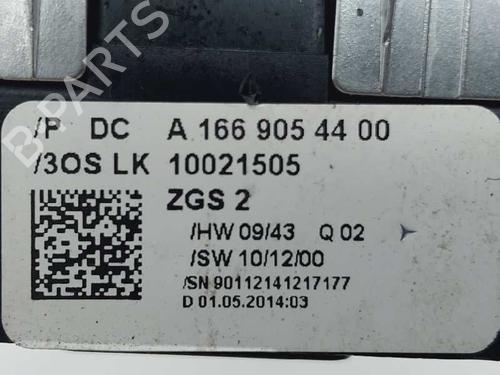 B-PARTS
/P DC A 166 905 44 00
/3OS LK 10021505
ZGS 2
/HW 09/43 Q 02
/SW 10/12/00
/SN 90112141217177
D 01.05.2014:03